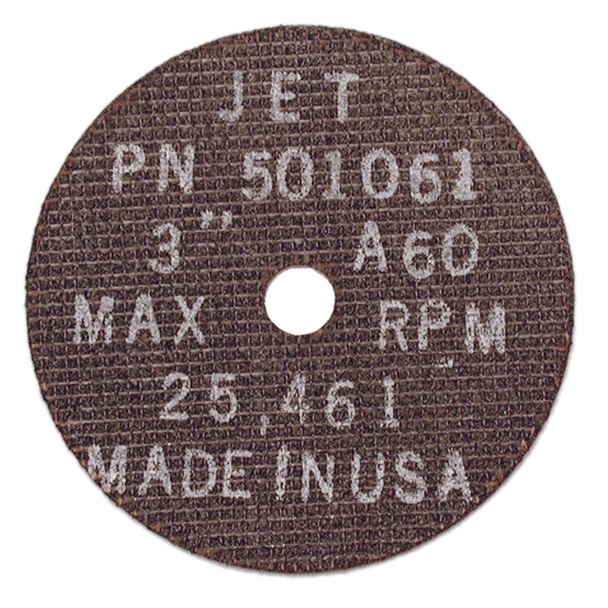 JET
PN 501061
3" A60
MAX RPM
25,461
MADE IN USA